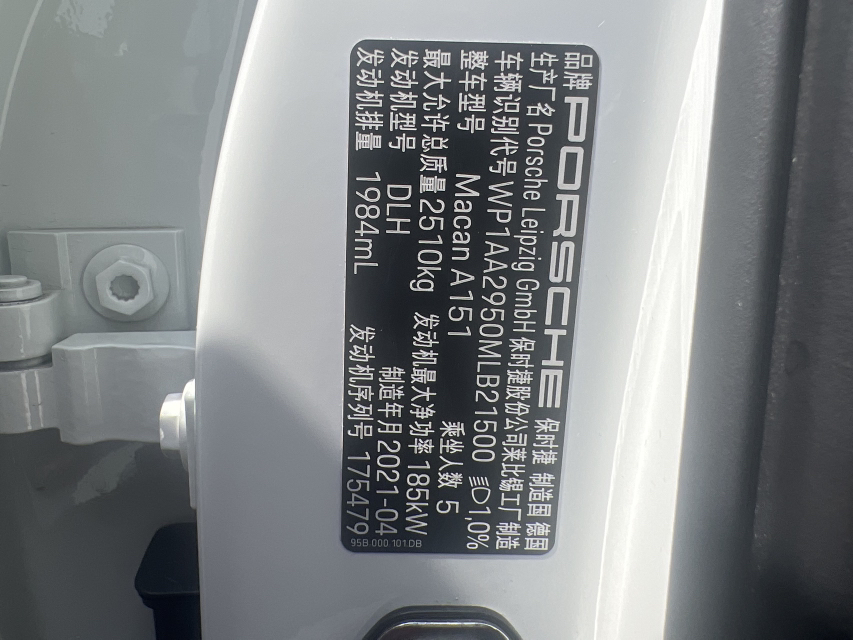 品牌 PORSCHE 保时捷 制造国 德国
生产厂名 Porsche Leipzig GmbH 保时捷股份公司莱比锡工厂制造
车辆识别代号 WP1AA2950MLB21500 1,0%
整车型号 Macan A151 乘坐人数 5
最大允许总质量 2510kg 发动机最大净功率 185kW
发动机型号 DLH 制造年月 2021-04
发动机排量 1984mL 发动机序列号 175479
95B.000.101.DB